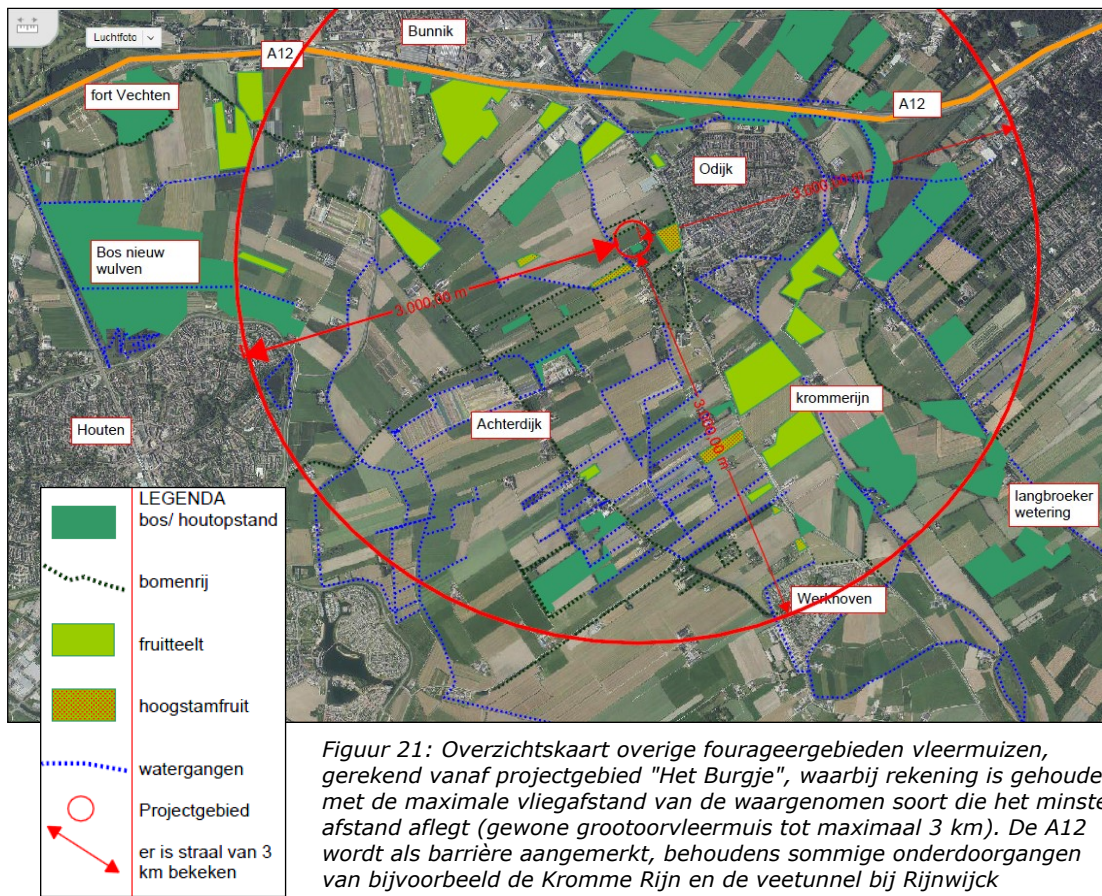 Luchtfoto
Bunnik
A12
fort Vechten
A12
Odijk
3.000,00 m
Bos nieuw
wulven
3.000,00 m
Houten
Achterdijk
krommerijn
3.000,00 m
langbroeker
wetering
Werkhoven
LEGENDA
bos/ houtopstand
bomenrij
fruitteelt
hoogstamfruit
watergangen
Projectgebied
er is straal van 3
km bekeken
Figuur 21: Overzichtskaart overige fourageergebieden vleermuizen,
gerekend vanaf projectgebied "Het Burgje", waarbij rekening is gehoude
met de maximale vliegafstand van de waargenomen soort die het minste
afstand aflegt (gewone grootoorvleermuis tot maximaal 3 km). De A12
wordt als barrière aangemerkt, behoudens sommige onderdoorgangen
van bijvoorbeeld de Kromme Rijn en de veetunnel bij Rijnwijck